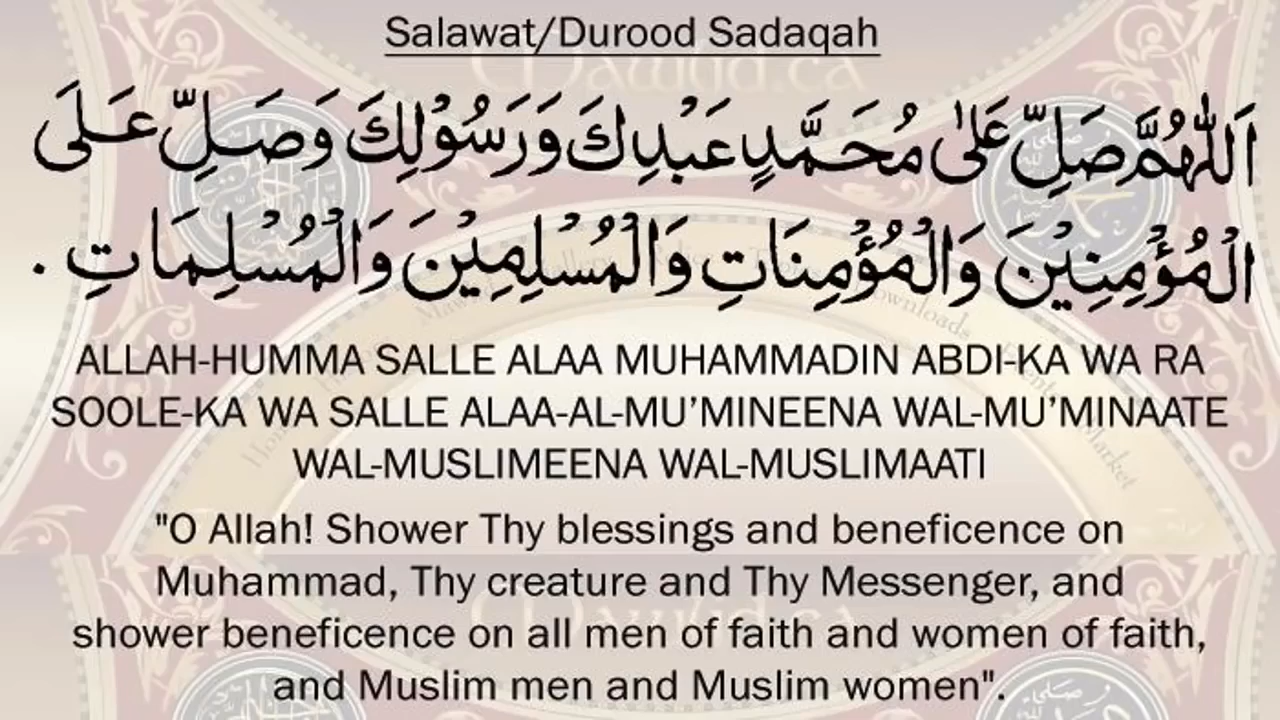 Salawat/Durood Sadaqah
اَللّٰهُمَّ صَلِّ عَلٰى مُحَمَّدٍ عَبْدِكَ وَرَسُوْلِكَ وَصَلِّ عَلَى
الْمُؤْمِنِيْنَ وَالْمُؤْمِنَاتِ وَالْمُسْلِمِيْنَ وَالْمُسْلِمَاتِ .
ALLAH-HUMMA SALLE ALAA MUHAMMADIN ABDI-KA WA RA
SOOLE-KA WA SALLE ALAA-AL-MU’MINEENA WAL-MU’MINAATE
WAL-MUSLIMEENA WAL-MUSLIMAATI
"O Allah! Shower Thy blessings and beneficence on
Muhammad, Thy creature and Thy Messenger, and
shower beneficence on all men of faith and women of faith,
and Muslim men and Muslim women".